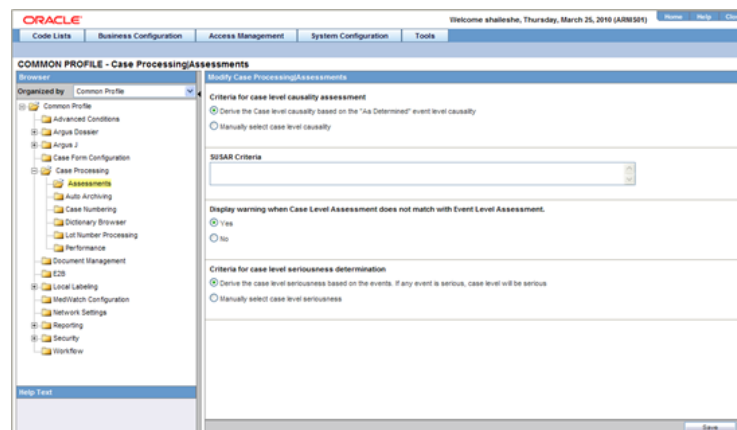 ORACLE
Welcome shaileshe, Thursday, March 25, 2010 (ARMS01)
Home Help Clo
Code Lists Business Configuration Access Management System Configuration Tools
COMMON PROFILE - Case Processing|Assessments
Browser
Organized by Common Profile
Common Profile
Advanced Conditions
Argus Dossier
Argus J
Case Form Configuration
Case Processing
Assessments
Auto Archiving
Case Numbering
Dictionary Browser
Lot Number Processing
Performance
Document Management
E2B
Local Labeling
MedWatch Configuration
Network Settings
Reporting
Security
Workflow
Help Text
Modify Case Processing|Assessments
Criteria for case level causality assessment
Derive the Case level causality based on the "As Determined" event level causality
Manually select case level causality
SUSAR Criteria
Display warning when Case Level Assessment does not match with Event Level Assessment.
Yes
No
Criteria for case level seriousness determination
Derive the case level seriousness based on the events. If any event is serious, case level will be serious
Manually select case level seriousness
Save